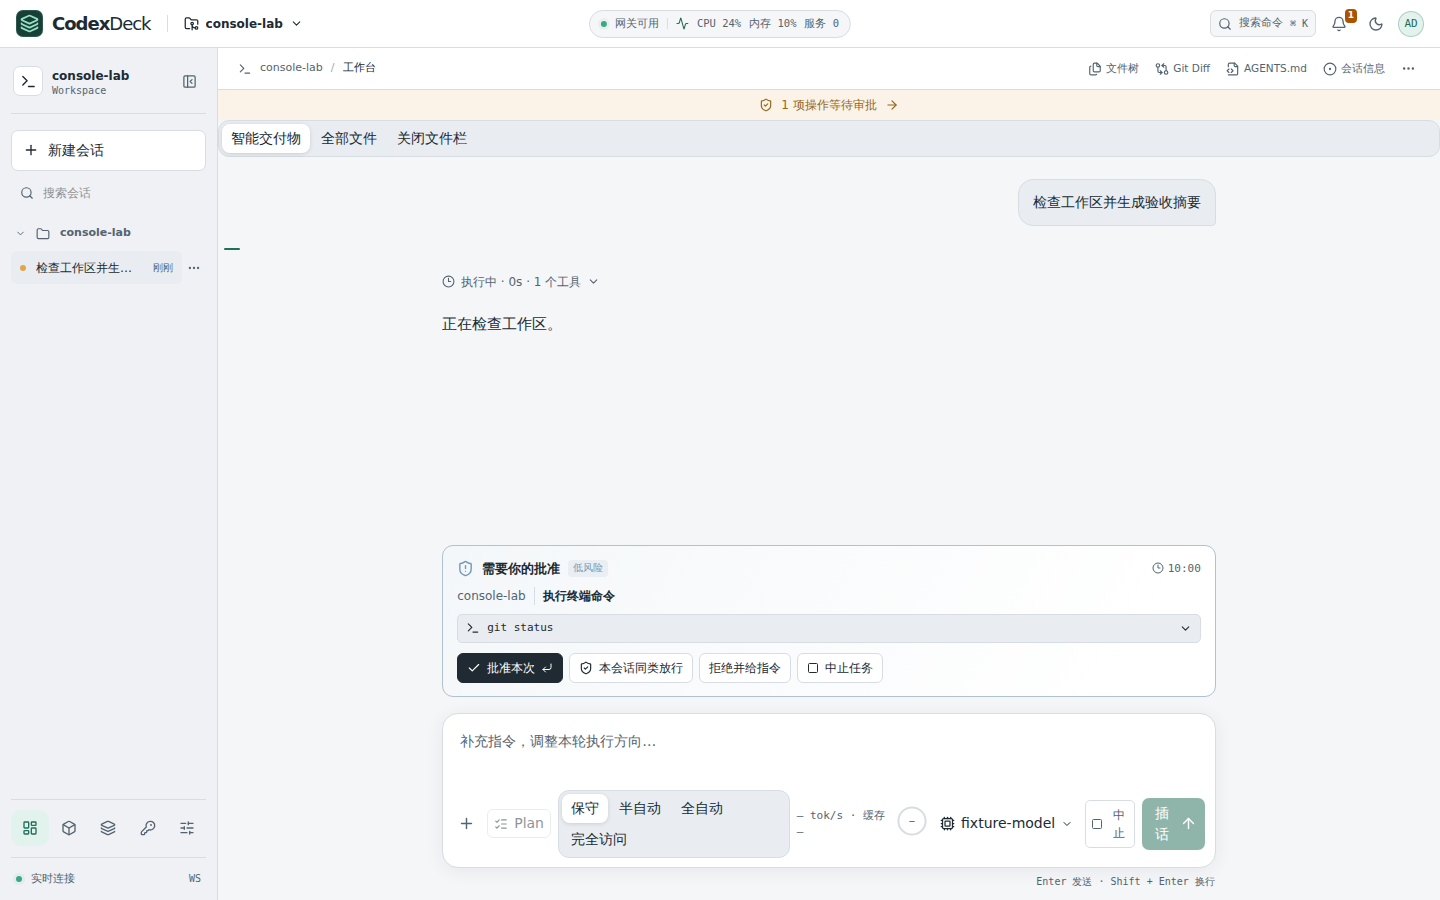 CodexDeck
console-lab
网关可用
CPU 24% 内存 10% 服务 0
搜索命令 ⌘ K
1
AD
console-lab
Workspace
新建会话
搜索会话
console-lab
检查工作区并生... 刚刚
实时连接
WS
console-lab / 工作台
文件树
Git Diff
AGENTS.md
会话信息
1 项操作等待审批
智能交付物 全部文件 关闭文件栏
检查工作区并生成验收摘要
执行中 · 0s · 1 个工具
正在检查工作区。
需要你的批准 低风险
10:00
console-lab 执行终端命令
git status
批准本次
本会话同类放行
拒绝并给指令
中止任务
补充指令，调整本轮执行方向...
Plan
保守 半自动 全自动
完全访问
— tok/s · 缓存
—
–
fixture-model
中
止
插
话
Enter 发送 · Shift + Enter 换行